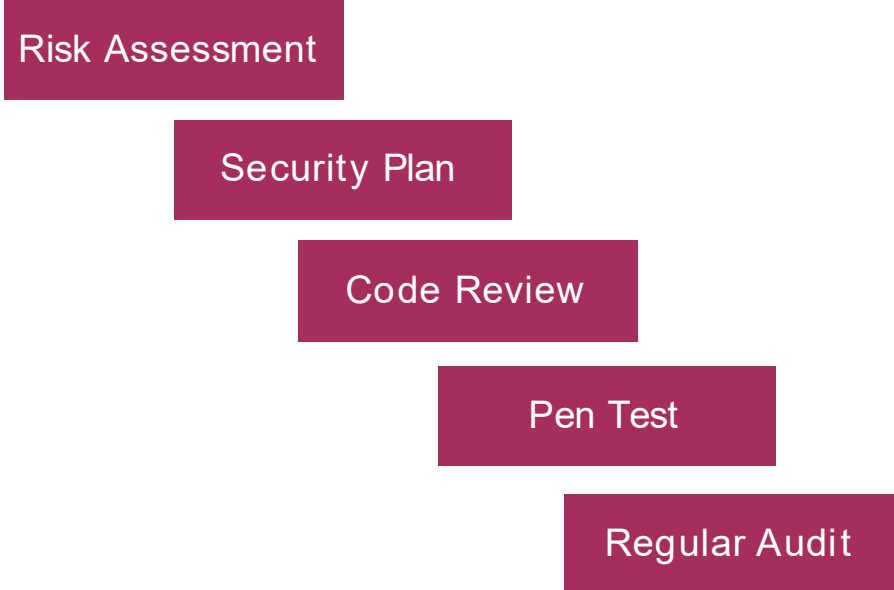 Risk Assessment
Security Plan
Code Review
Pen Test
Regular Audit